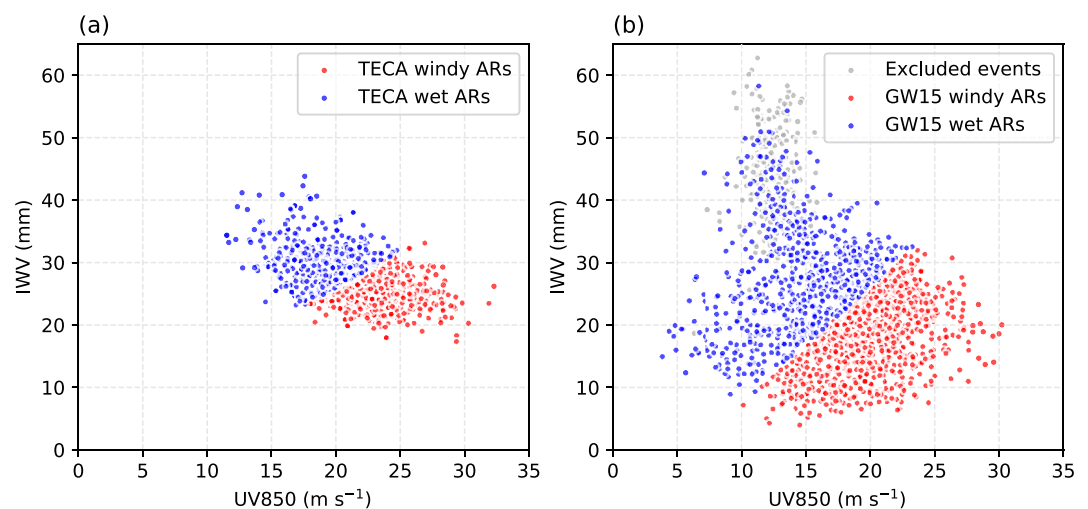 (a)
TECA windy ARs
TECA wet ARs
60
50
40
30
20
10
0
IWV (mm)
0 5 10 15 20 25 30 35
UV850 (m s⁻¹)
(b)
Excluded events
GW15 windy ARs
GW15 wet ARs
60
50
40
30
20
10
0
IWV (mm)
0 5 10 15 20 25 30 35
UV850 (m s⁻¹)